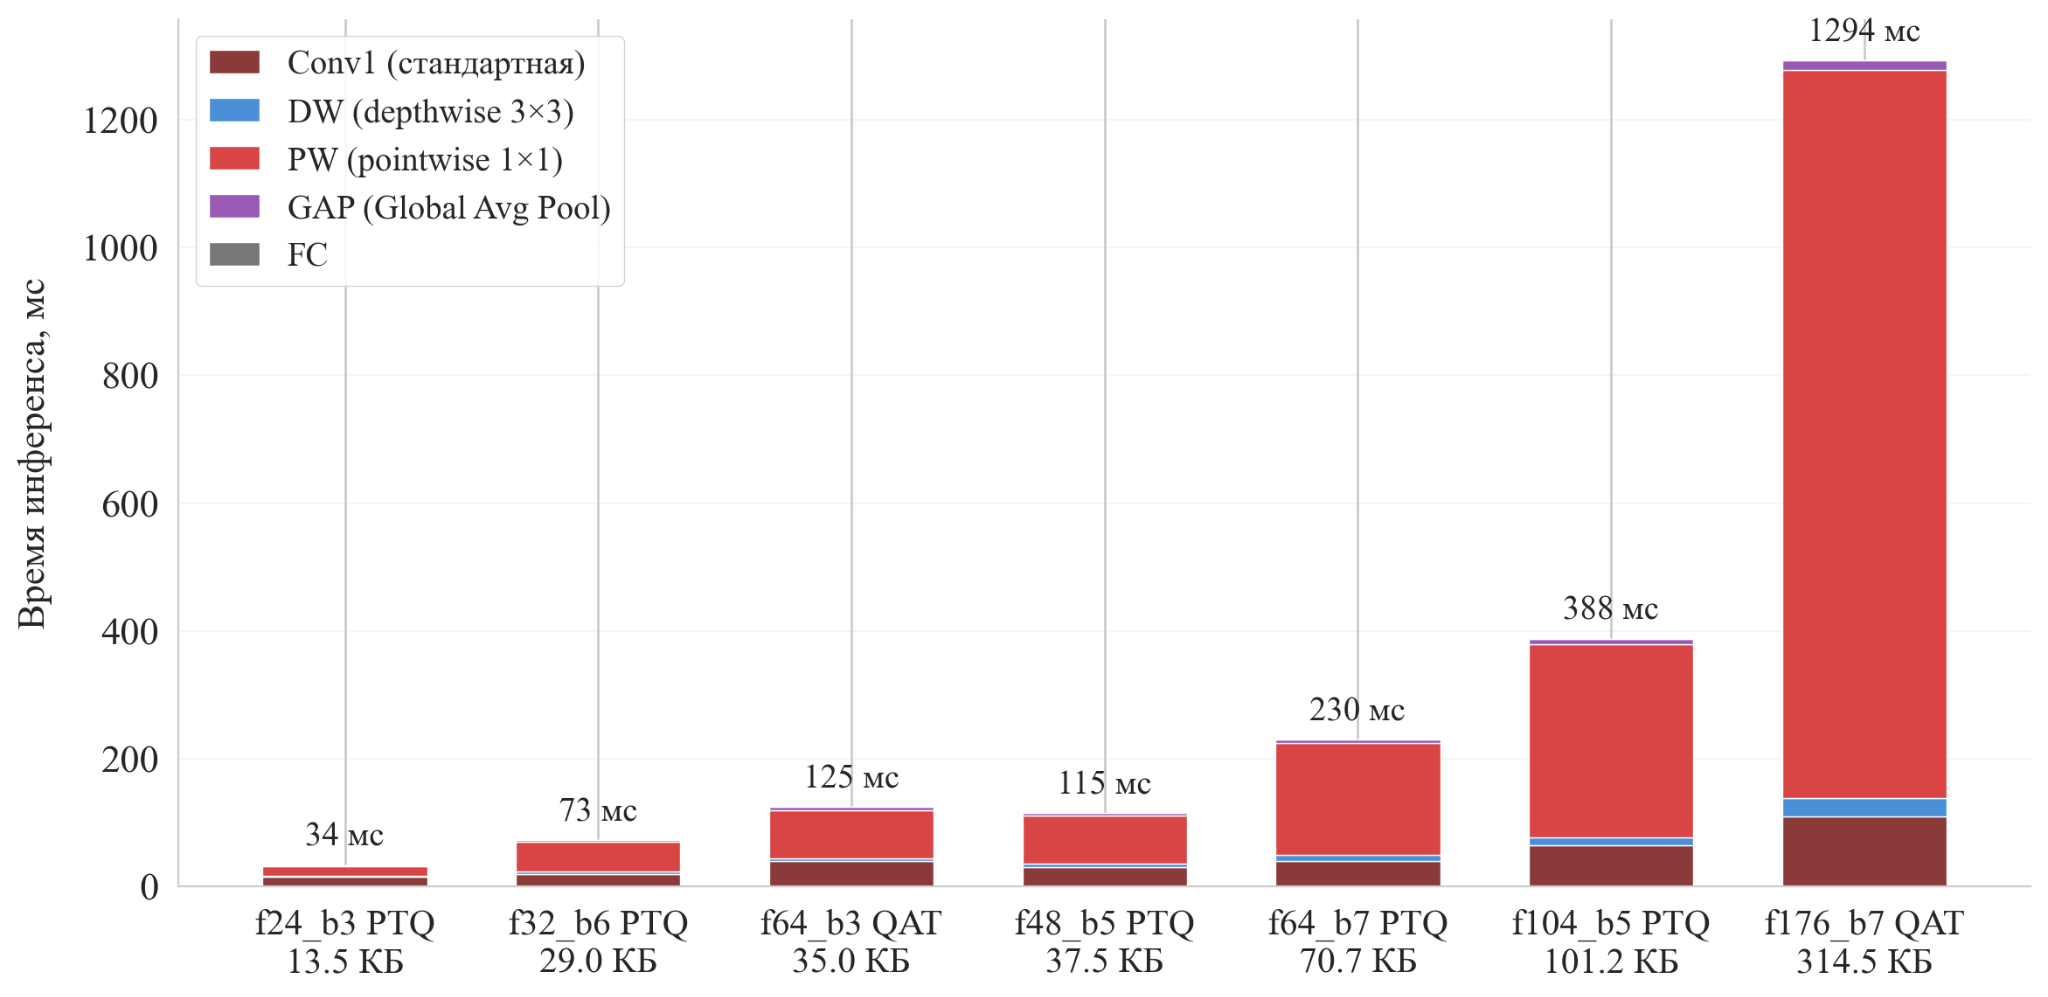 Время инференса, мс
1200
1000
800
600
400
200
0
Conv1 (стандартная)
DW (depthwise 3×3)
PW (pointwise 1×1)
GAP (Global Avg Pool)
FC
34 мс
73 мс
125 мс
115 мс
230 мс
388 мс
1294 мс
f24_b3 PTQ
13.5 КБ
f32_b6 PTQ
29.0 КБ
f64_b3 QAT
35.0 КБ
f48_b5 PTQ
37.5 КБ
f64_b7 PTQ
70.7 КБ
f104_b5 PTQ
101.2 КБ
f176_b7 QAT
314.5 КБ